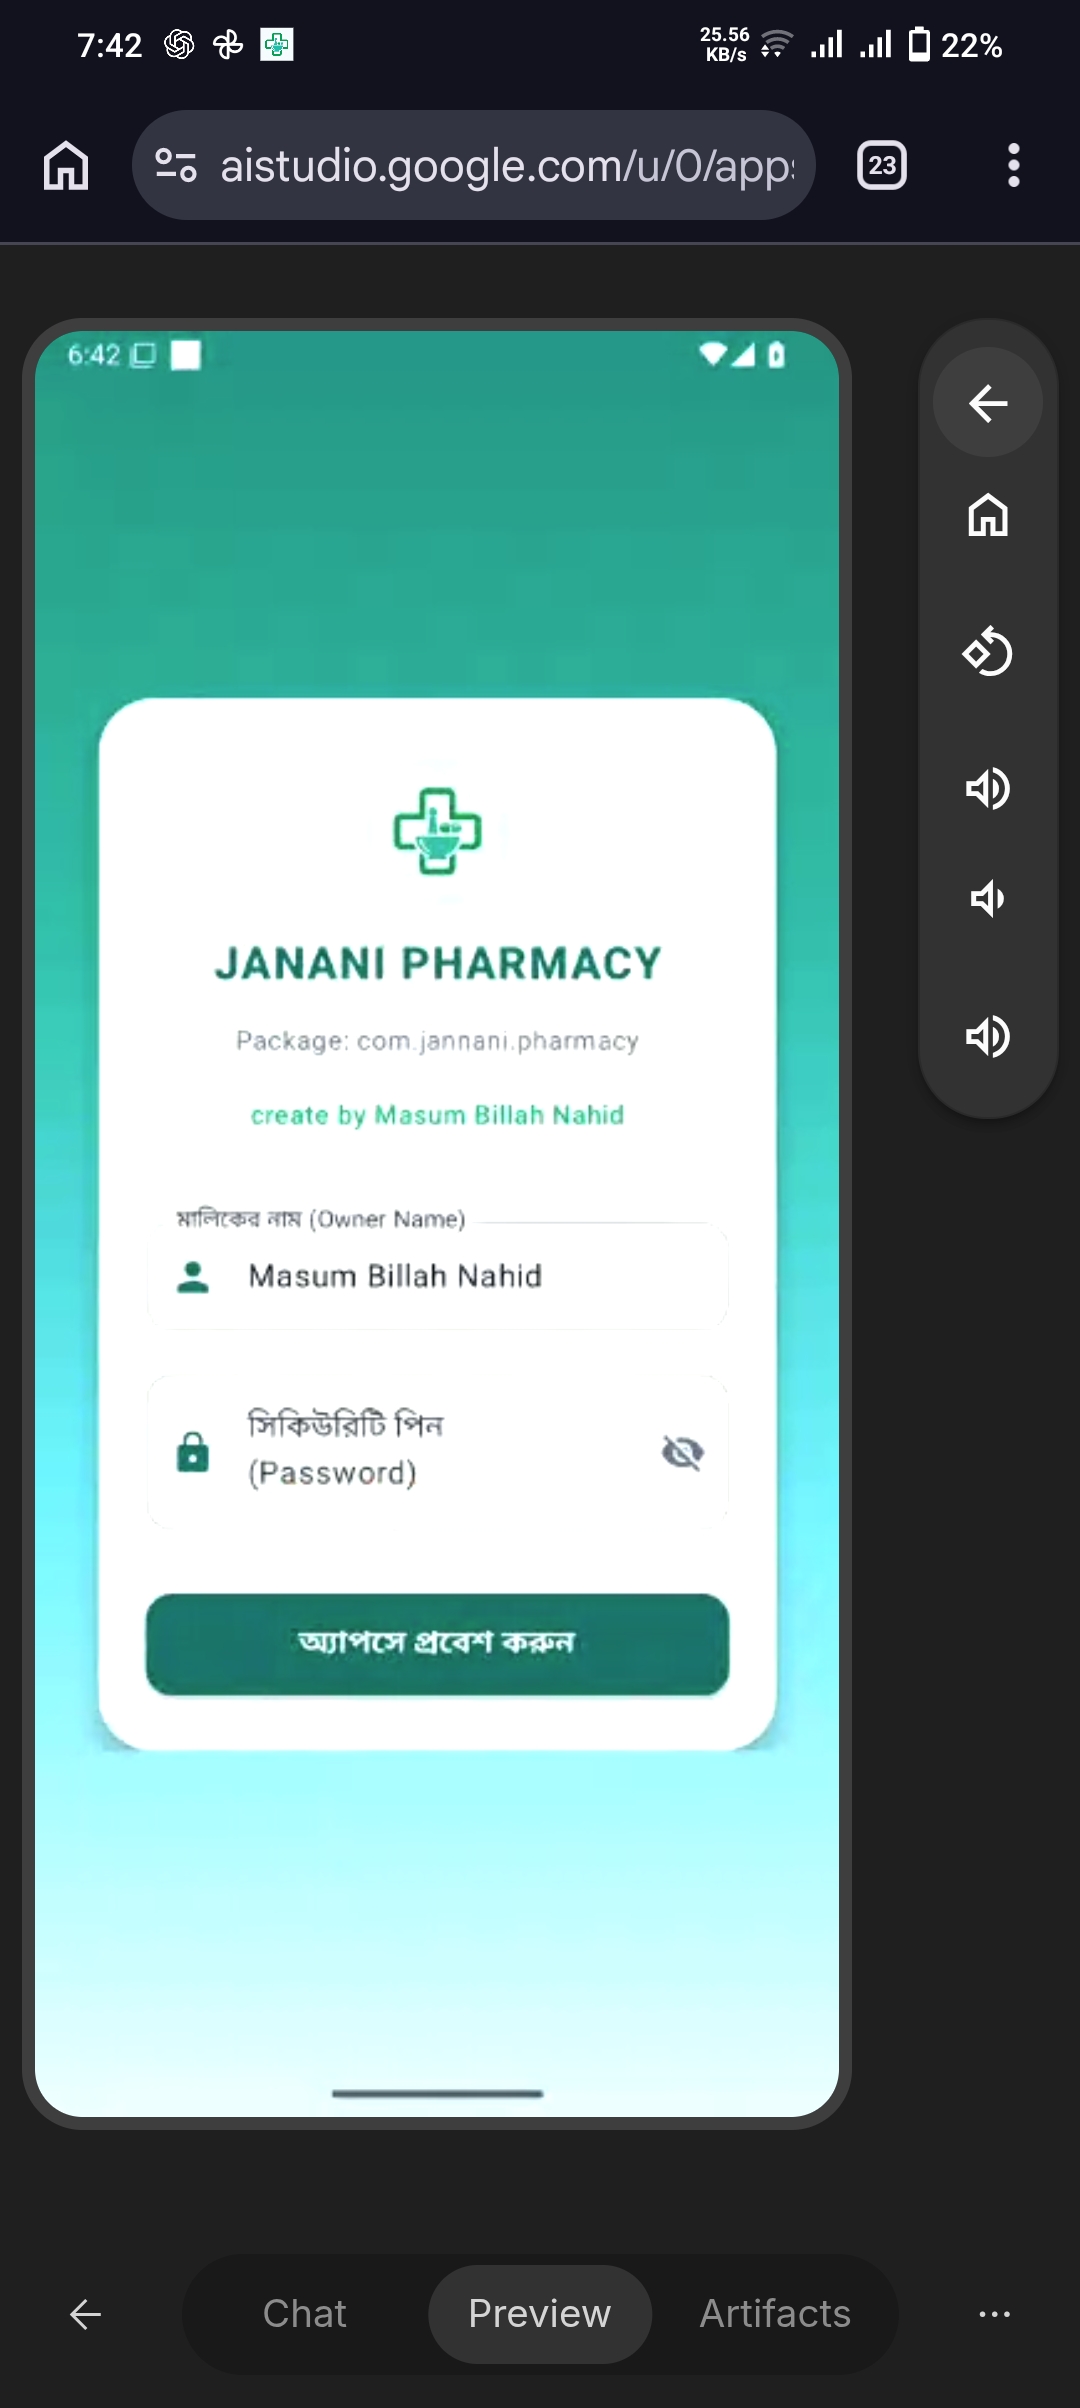 7:42
25.56
KB/s
22%
aistudio.google.com/u/0/apps
23
6:42
JANANI PHARMACY
Package: com.jannani.pharmacy
create by Masum Billah Nahid
মালিকের নাম (Owner Name)
Masum Billah Nahid
সিকিউরিটি পিন
(Password)
অ্যাপসে প্রবেশ করুন
Chat
Preview
Artifacts